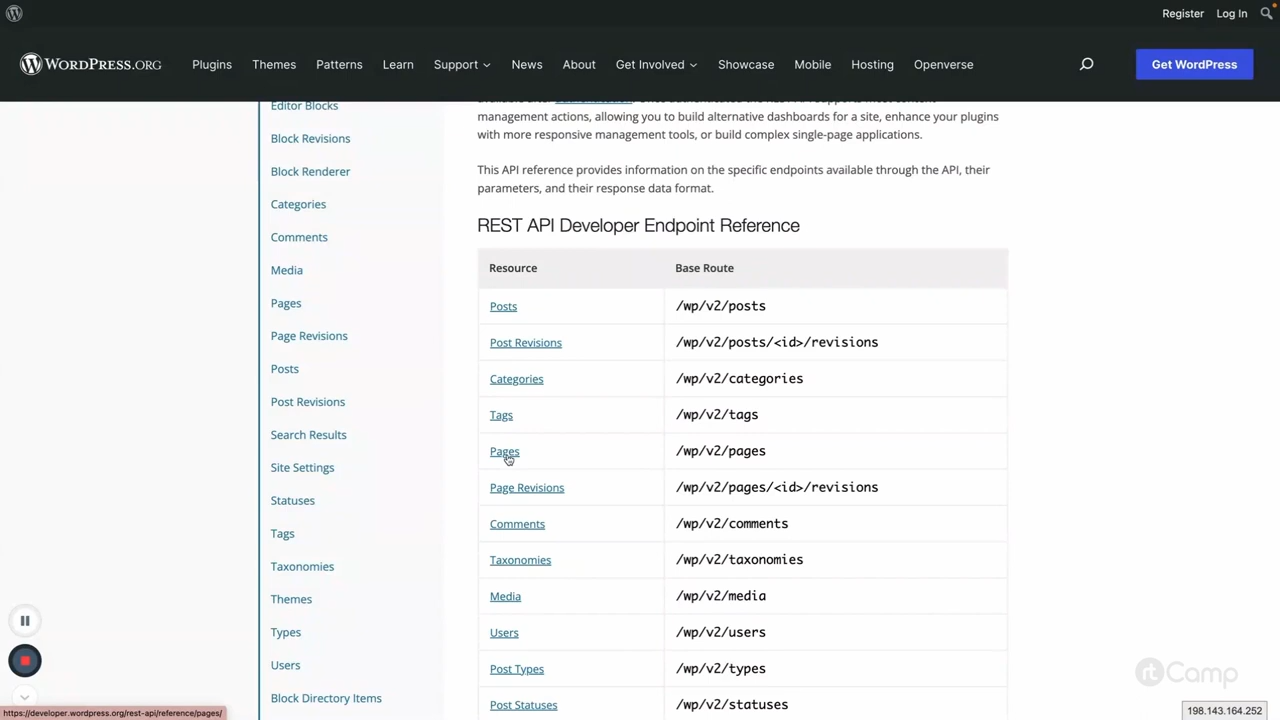 Register Log In
WORDPRESS.ORG Plugins Themes Patterns Learn Support News About Get Involved Showcase Mobile Hosting Openverse Get WordPress
Editor Blocks
Block Revisions
Block Renderer
Categories
Comments
Media
Pages
Page Revisions
Posts
Post Revisions
Search Results
Site Settings
Statuses
Tags
Taxonomies
Themes
Types
Users
Block Directory Items
management actions, allowing you to build alternative dashboards for a site, enhance your plugins
with more responsive management tools, or build complex single-page applications.
This API reference provides information on the specific endpoints available through the API, their
parameters, and their response data format.
REST API Developer Endpoint Reference
Resource Base Route
Posts /wp/v2/posts
Post Revisions /wp/v2/posts/<id>/revisions
Categories /wp/v2/categories
Tags /wp/v2/tags
Pages /wp/v2/pages
Page Revisions /wp/v2/pages/<id>/revisions
Comments /wp/v2/comments
Taxonomies /wp/v2/taxonomies
Media /wp/v2/media
Users /wp/v2/users
Post Types /wp/v2/types
Post Statuses /wp/v2/statuses
rtCamp
https://developer.wordpress.org/rest-api/reference/pages/
198.143.164.252